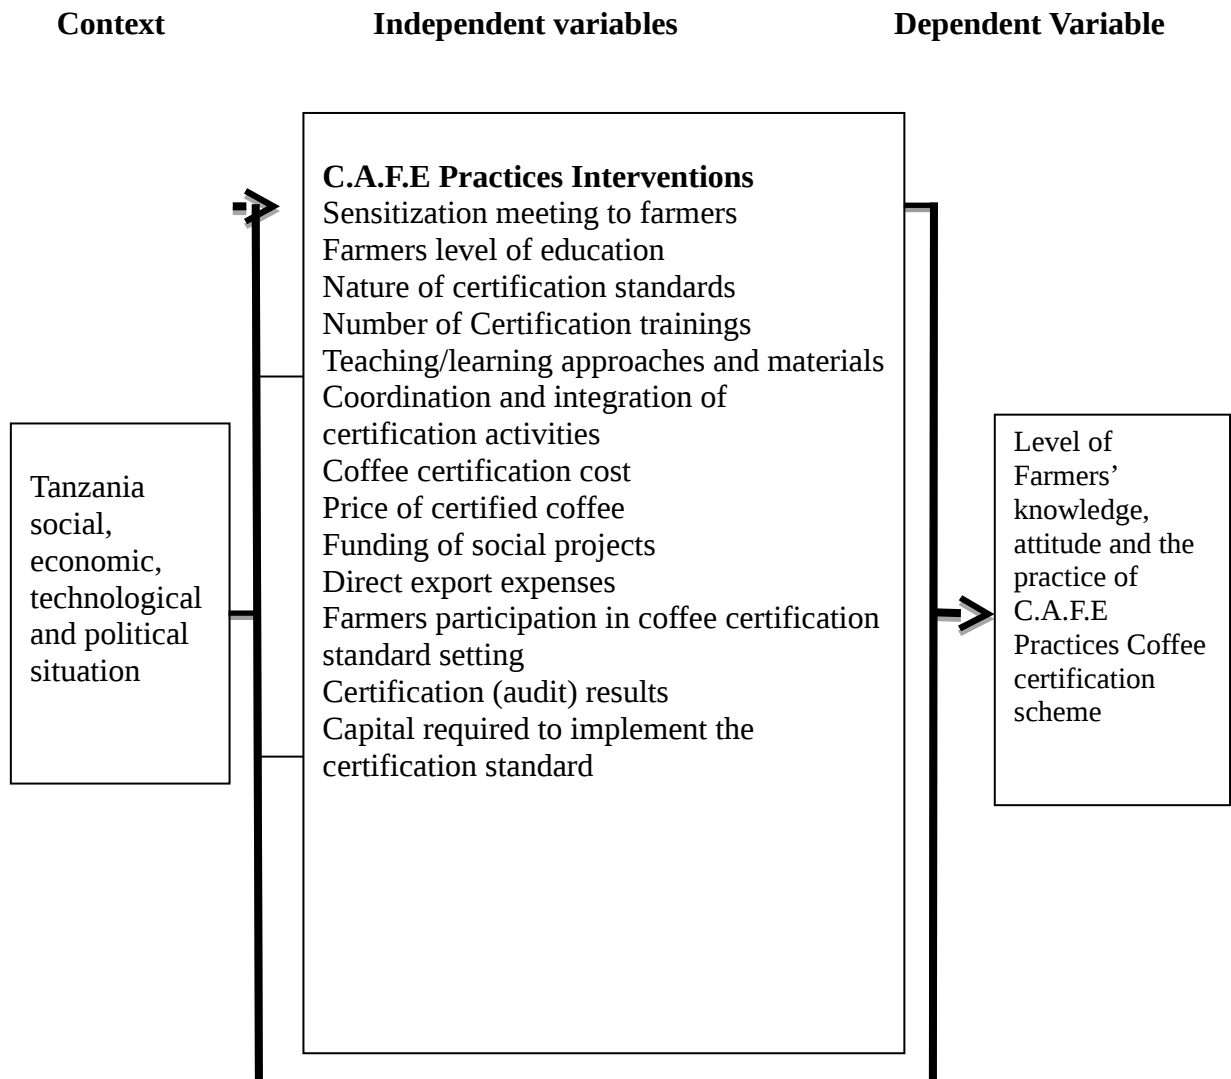 Context
Independent variables
Dependent Variable
C.A.F.E Practices Interventions
Sensitization meeting to farmers
Farmers level of education
Nature of certification standards
Number of Certification trainings
Teaching/learning approaches and materials
Coordination and integration of
certification activities
Coffee certification cost
Price of certified coffee
Funding of social projects
Direct export expenses
Farmers participation in coffee certification
standard setting
Certification (audit) results
Capital required to implement the
certification standard
Tanzania
social,
economic,
technological
and political
situation
Level of
Farmers’
knowledge,
attitude and the
practice of
C.A.F.E
Practices Coffee
certification
scheme